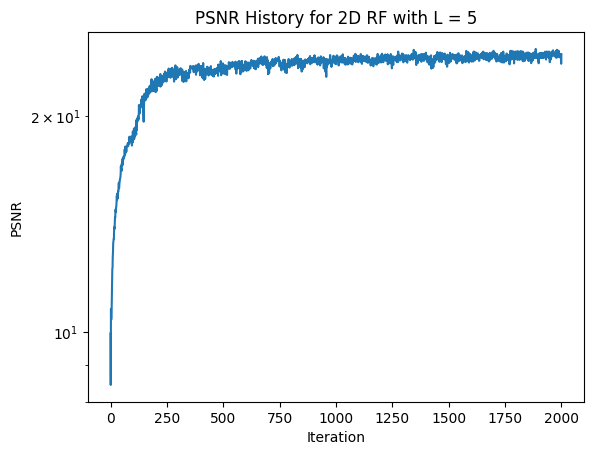 PSNR History for 2D RF with L = 5
2 × 10¹
10¹
PSNR
0 250 500 750 1000 1250 1500 1750 2000
Iteration